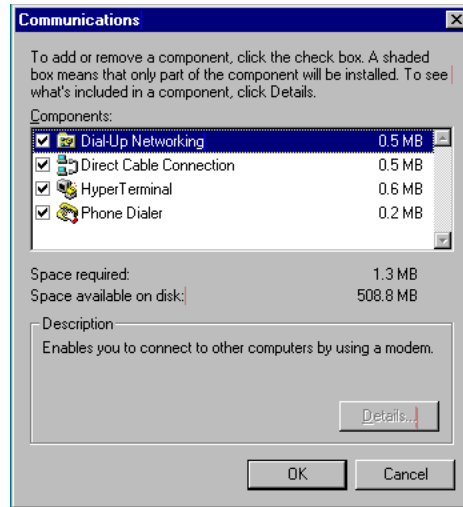 Communications
To add or remove a component, click the check box. A shaded
box means that only part of the component will be installed. To see
what's included in a component, click Details.
Components:
Dial-Up Networking 0.5 MB
Direct Cable Connection 0.5 MB
HyperTerminal 0.6 MB
Phone Dialer 0.2 MB
Space required: 1.3 MB
Space available on disk: 508.8 MB
Description
Enables you to connect to other computers by using a modem.
Details...
OK Cancel